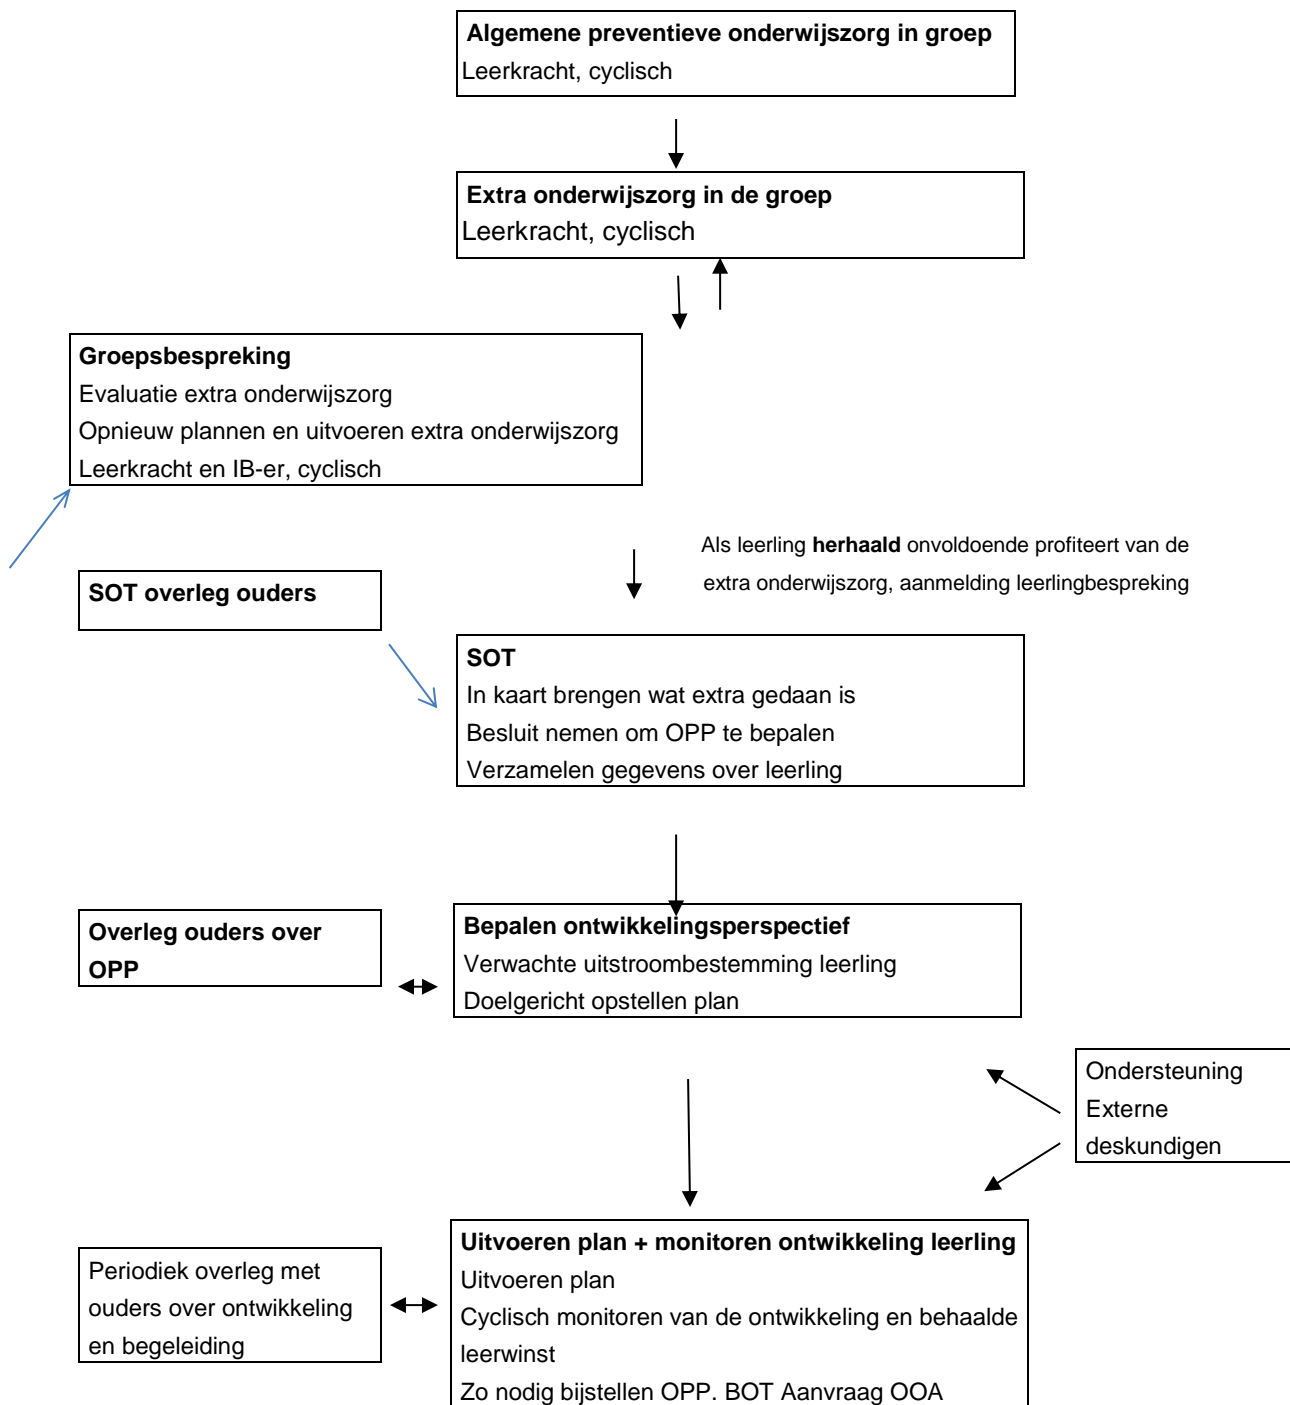 Algemene preventieve onderwijszorg in groep
Leerkracht, cyclisch
Extra onderwijszorg in de groep
Leerkracht, cyclisch
Groepsbespreking
Evaluatie extra onderwijszorg
Opnieuw plannen en uitvoeren extra onderwijszorg
Leerkracht en IB-er, cyclisch
Als leerling herhaald onvoldoende profiteert van de
extra onderwijszorg, aanmelding leerlingbespreking
SOT overleg ouders
SOT
In kaart brengen wat extra gedaan is
Besluit nemen om OPP te bepalen
Verzamelen gegevens over leerling
Overleg ouders over
OPP
Bepalen ontwikkelingsperspectief
Verwachte uitstroombestemming leerling
Doelgericht opstellen plan
Ondersteuning
Externe
deskundigen
Periodiek overleg met
ouders over ontwikkeling
en begeleiding
Uitvoeren plan + monitoren ontwikkeling leerling
Uitvoeren plan
Cyclisch monitoren van de ontwikkeling en behaalde
leerwinst
Zo nodig bijstellen OPP. BOT Aanvraag OOA